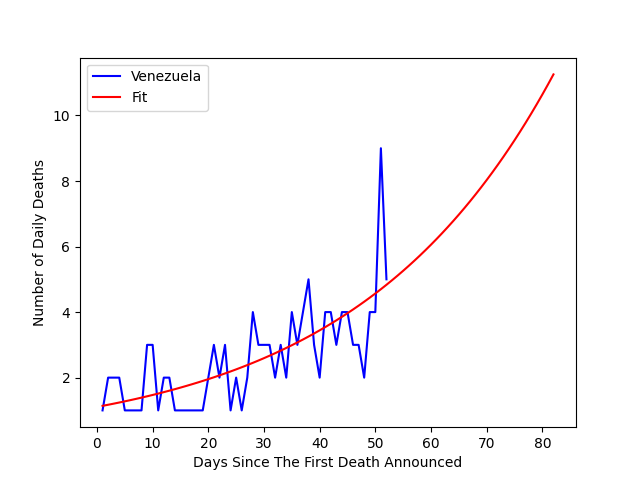 Venezuela
Fit
Number of Daily Deaths
10
8
6
4
2
0 10 20 30 40 50 60 70 80
Days Since The First Death Announced